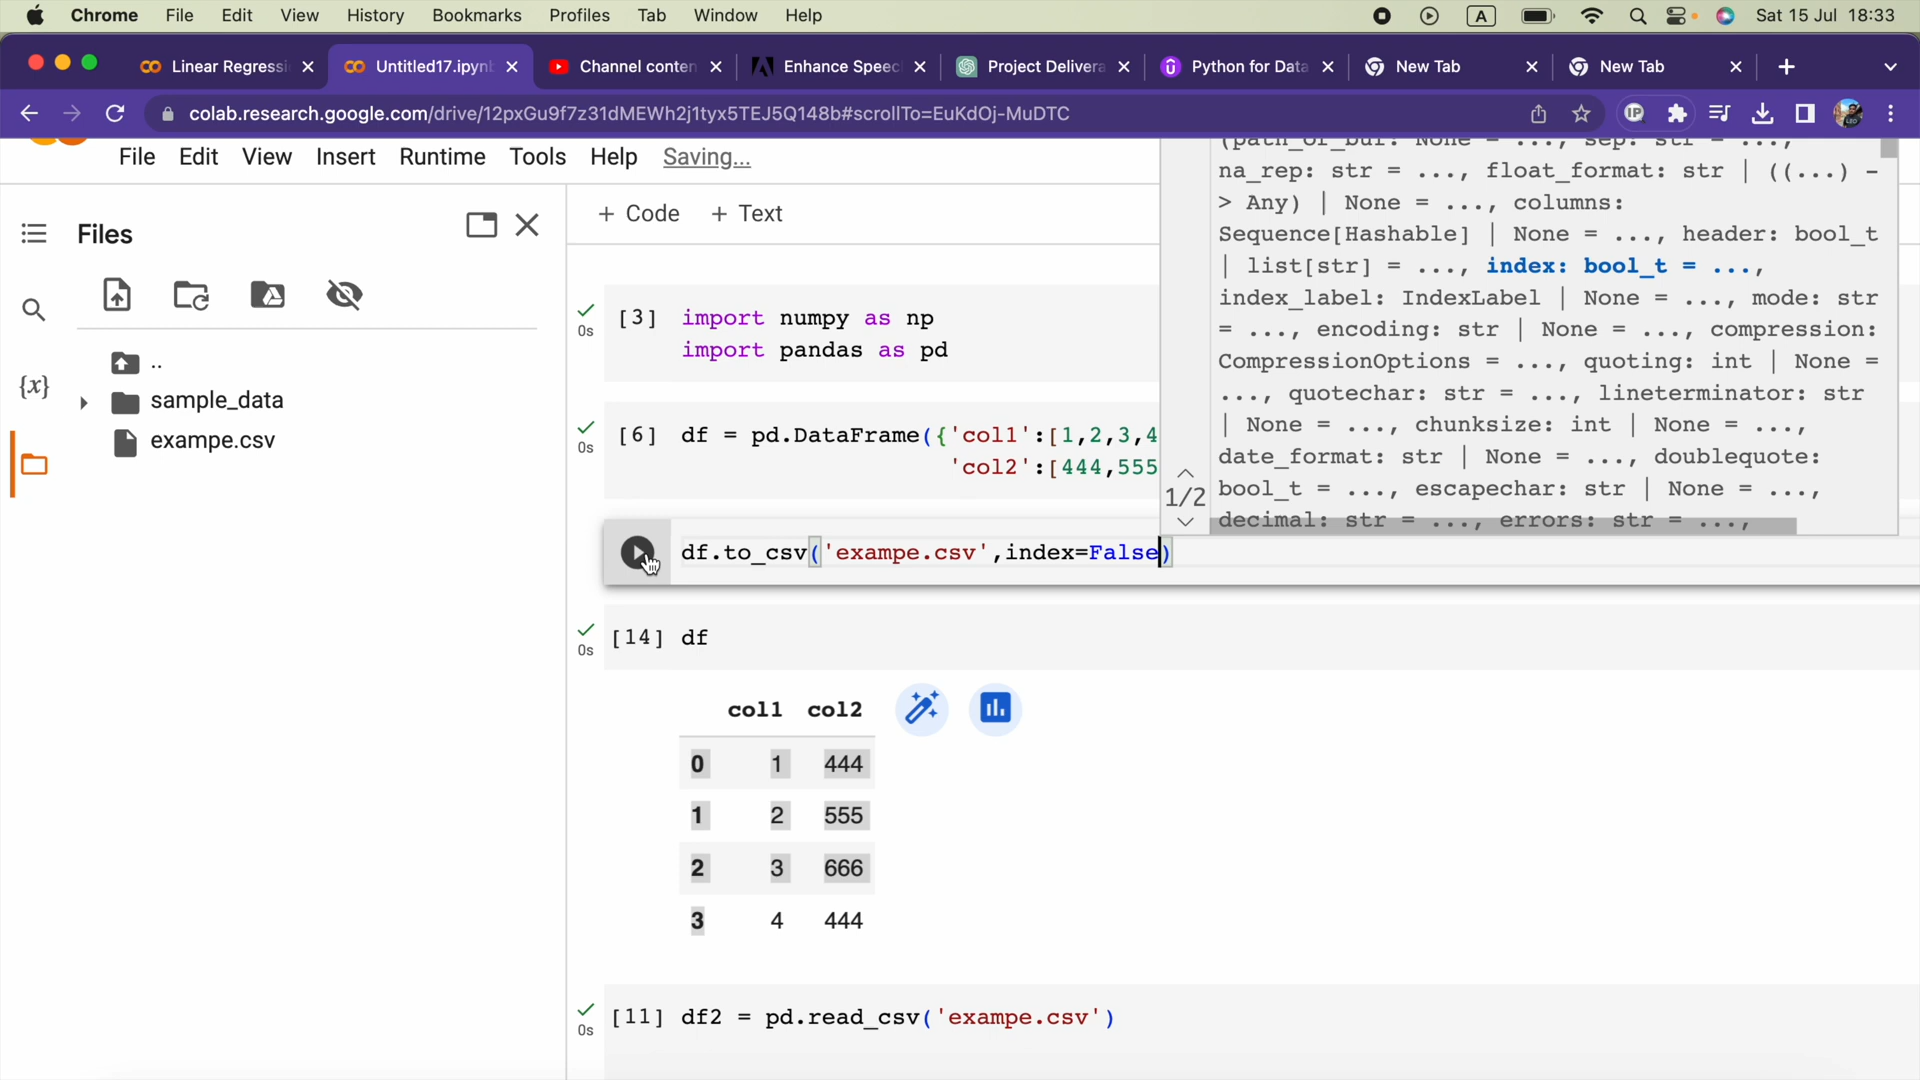 Chrome File Edit View History Bookmarks Profiles Tab Window Help A Sat 15 Jul 18:33
Linear Regressi Untitled17.ipynb Channel conten Enhance Speec Project Delivera Python for Data New Tab New Tab
colab.research.google.com/drive/12pxGu9f7z31dMEWh2j1tyx5TEJ5Q148b#scrollTo=EuKdOj-MuDTC
File Edit View Insert Runtime Tools Help Saving...
Files
..
sample_data
exampe.csv
+ Code + Text
0s [3] import numpy as np
import pandas as pd
0s [6] df = pd.DataFrame({'col1':[1,2,3,4
'col2':[444,555
(path_or_buf: None = ..., sep: str = ...,
na_rep: str = ..., float_format: str | ((...) -
> Any) | None = ..., columns:
Sequence[Hashable] | None = ..., header: bool_t
| list[str] = ..., index: bool_t = ...,
index_label: IndexLabel | None = ..., mode: str
= ..., encoding: str | None = ..., compression:
CompressionOptions = ..., quoting: int | None =
..., quotechar: str = ..., lineterminator: str
| None = ..., chunksize: int | None = ...,
date_format: str | None = ..., doublequote:
bool_t = ..., escapechar: str | None = ...,
decimal: str = ..., errors: str = ...,
1/2
df.to_csv('exampe.csv',index=False)
0s [14] df
col1 col2
0 1 444
1 2 555
2 3 666
3 4 444
0s [11] df2 = pd.read_csv('exampe.csv')